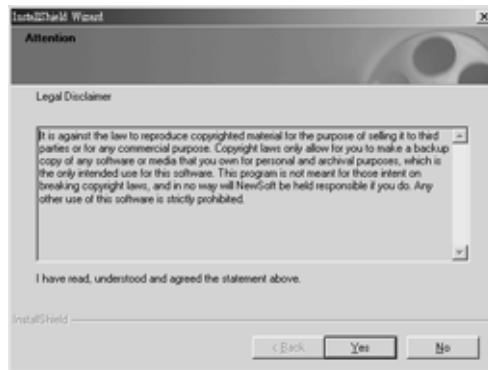 InstallShield Wizard
Attention
Legal Disclaimer
It is against the law to reproduce copyrighted material for the purpose of selling it to third
parties or for any commercial purpose. Copyright laws only allow for you to make a backup
copy of any software or media that you own for personal and archival purposes, which is
the only intended use for this software. This program is not meant for those intent on
breaking copyright laws, and in no way will NewSoft be held responsible if you do. Any
other use of this software is strictly prohibited.
I have read, understood and agreed the statement above.
InstallShield
< Back
Yes
No